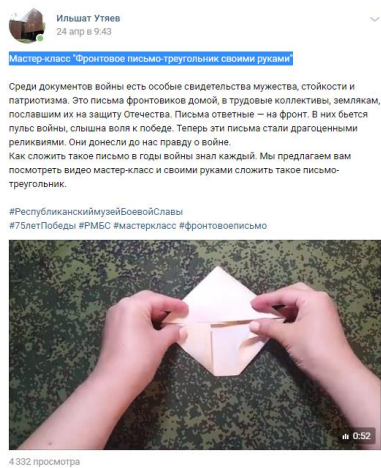 Ильшат Утяев
24 апр в 9:43
Мастер-класс "Фронтовое письмо-треугольник своими руками"
Среди документов войны есть особые свидетельства мужества, стойкости и
патриотизма. Это письма фронтовиков домой, в трудовые коллективы, землякам,
пославшим их на защиту Отечества. Письма ответные — на фронт. В них бьется
пульс войны, слышна воля к победе. Теперь эти письма стали драгоценными
реликвиями. Они донесли до нас правду о войне.
Как сложить такое письмо в годы войны знал каждый. Мы предлагаем вам
посмотреть видео мастер-класс и своими руками сложить такое письмо-
треугольник.
#РеспубликанскиймузейБоевойСлавы
#75летПобеды #РМБС #мастеркласс #фронтовоеписьмо
0:52
4 332 просмотра